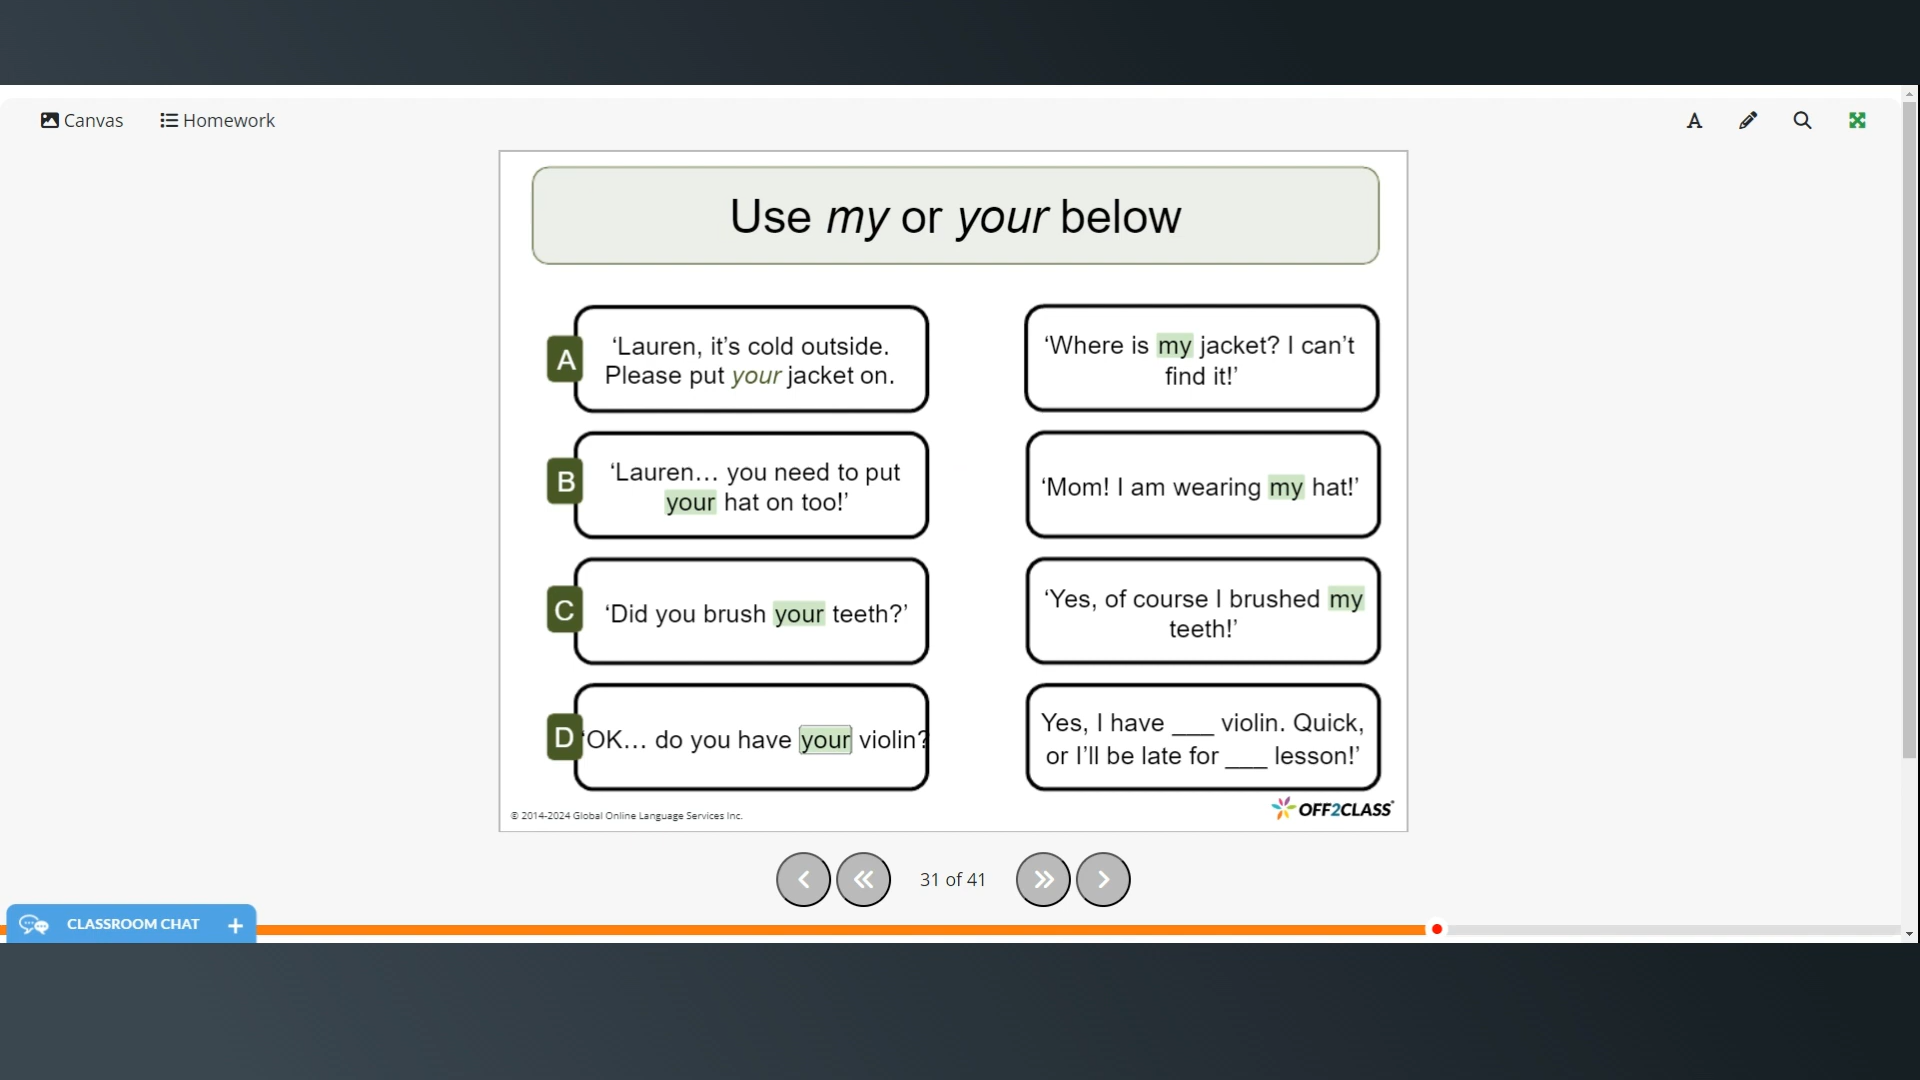 Canvas Homework
A
Use my or your below
A
‘Lauren, it’s cold outside.
Please put your jacket on.
‘Where is my jacket? I can’t
find it!’
B
‘Lauren… you need to put
your hat on too!’
‘Mom! I am wearing my hat!’
C
‘Did you brush your teeth?’
‘Yes, of course I brushed my
teeth!’
D
‘OK… do you have your violin?
Yes, I have ___ violin. Quick,
or I’ll be late for ___ lesson!’
© 2014-2024 Global Online Language Services Inc.
OFF2CLASS
31 of 41
CLASSROOM CHAT +